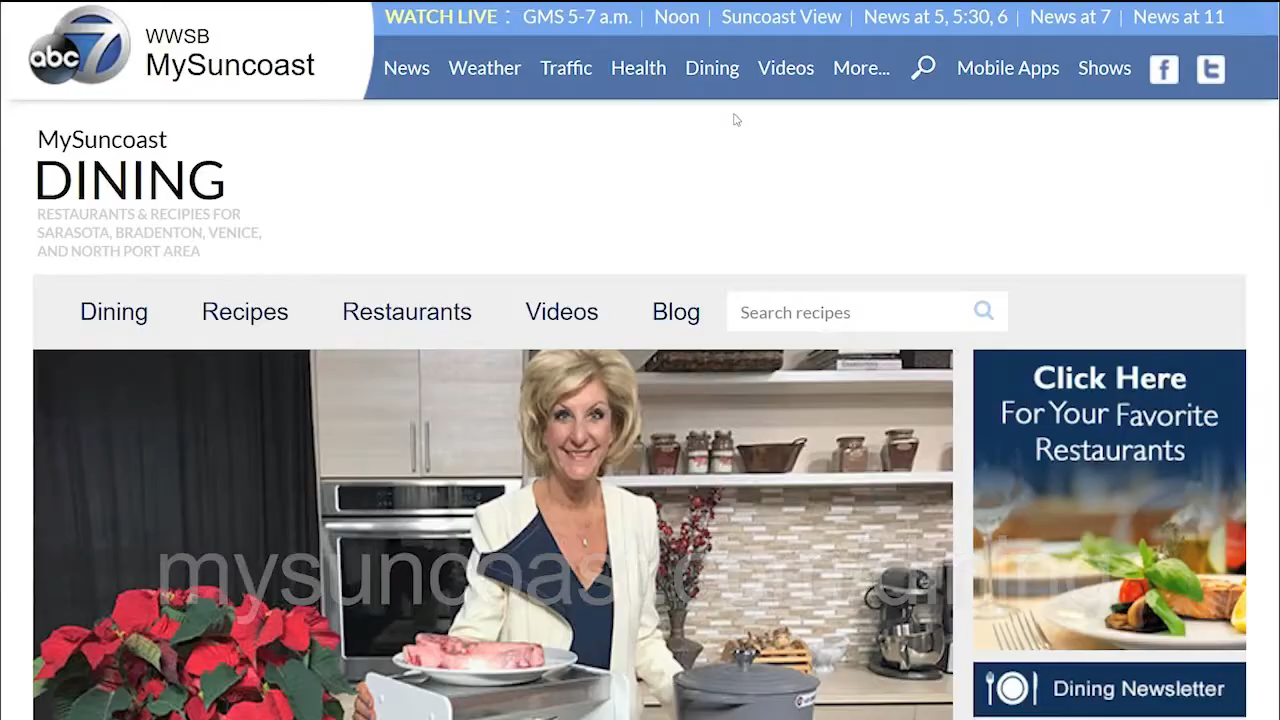 WATCH LIVE : GMS 5-7 a.m. | Noon | Suncoast View | News at 5, 5:30, 6 | News at 7 | News at 11
abc 7
WWSB
MySuncoast
News Weather Traffic Health Dining Videos More... Mobile Apps Shows
MySuncoast
DINING
RESTAURANTS & RECIPIES FOR
SARASOTA, BRADENTON, VENICE,
AND NORTH PORT AREA
Dining Recipes Restaurants Videos Blog Search recipes
Click Here
For Your Favorite
Restaurants
mysuncoast.com/dining
Dining Newsletter